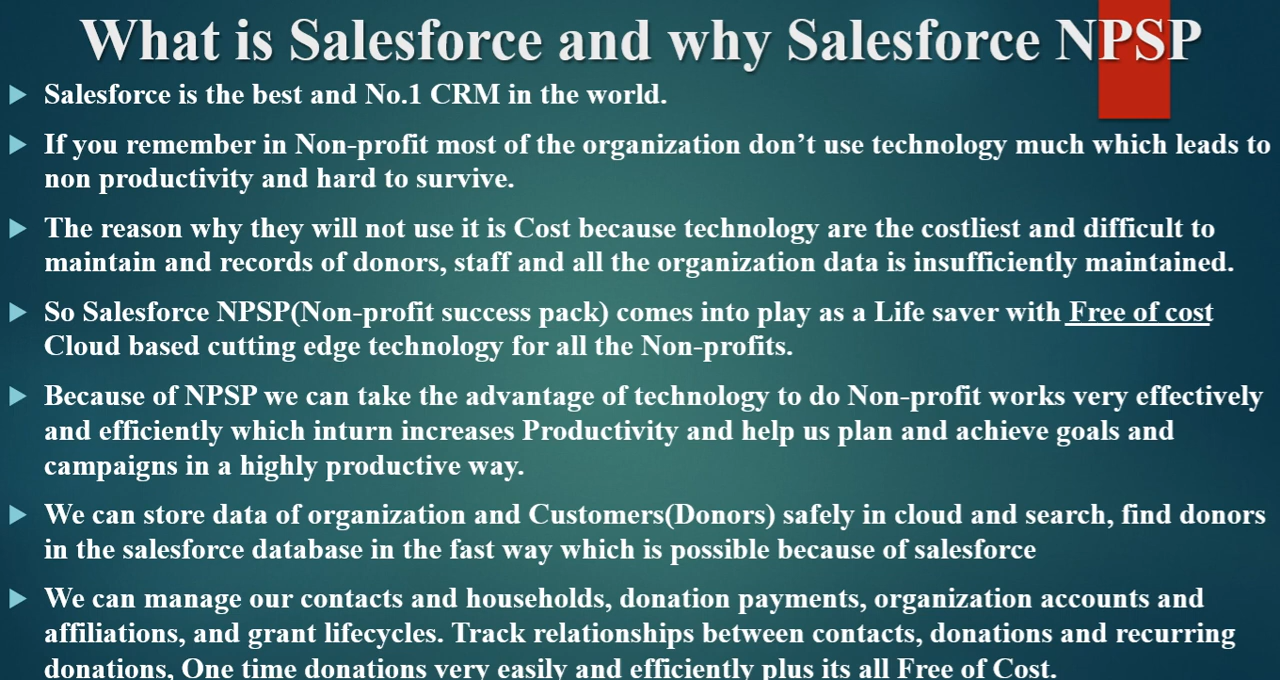 What is Salesforce and why Salesforce NPSP
Salesforce is the best and No.1 CRM in the world.
If you remember in Non-profit most of the organization don’t use technology much which leads to
non productivity and hard to survive.
The reason why they will not use it is Cost because technology are the costliest and difficult to
maintain and records of donors, staff and all the organization data is insufficiently maintained.
So Salesforce NPSP(Non-profit success pack) comes into play as a Life saver with Free of cost
Cloud based cutting edge technology for all the Non-profits.
Because of NPSP we can take the advantage of technology to do Non-profit works very effectively
and efficiently which inturn increases Productivity and help us plan and achieve goals and
campaigns in a highly productive way.
We can store data of organization and Customers(Donors) safely in cloud and search, find donors
in the salesforce database in the fast way which is possible because of salesforce
We can manage our contacts and households, donation payments, organization accounts and
affiliations, and grant lifecycles. Track relationships between contacts, donations and recurring
donations, One time donations very easily and efficiently plus its all Free of Cost.